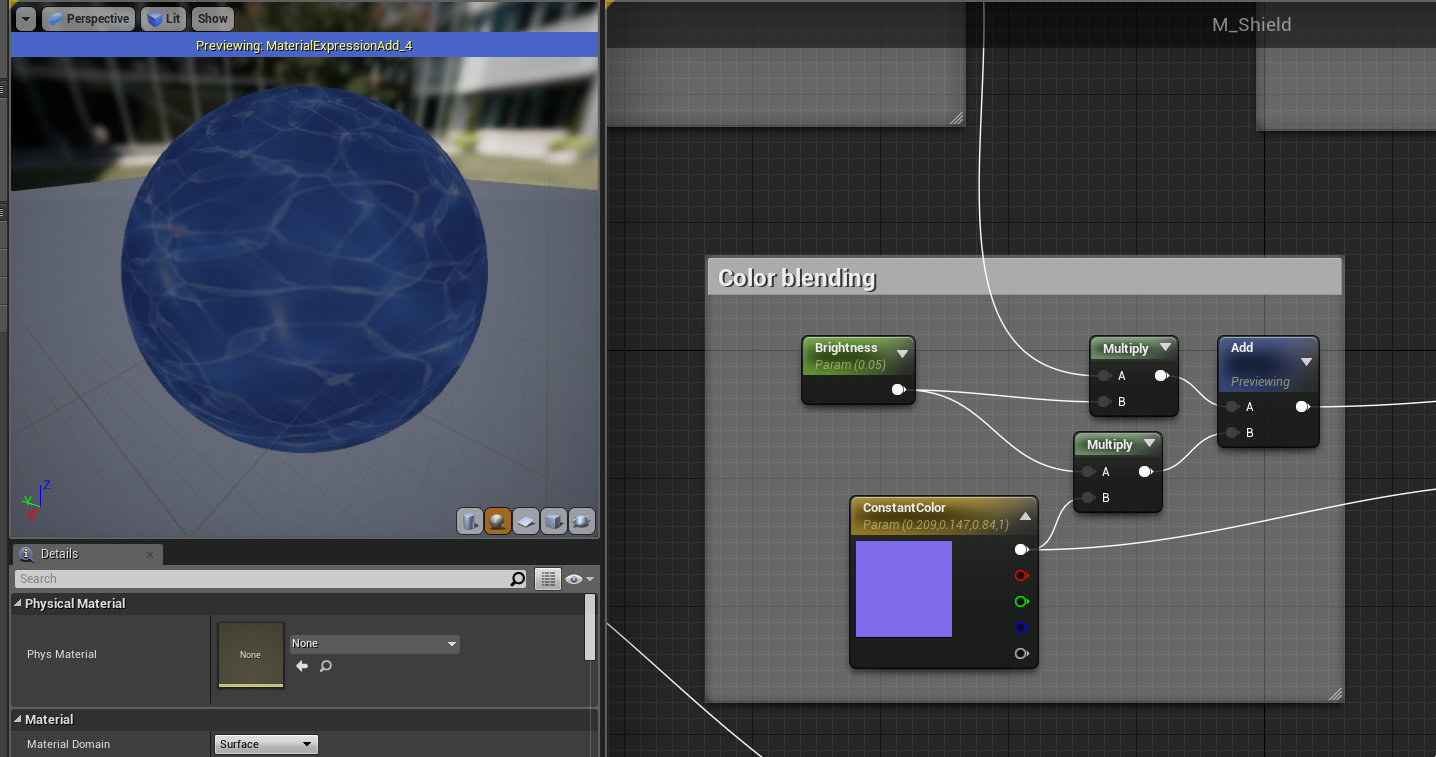 Perspective
Lit
Show
Previewing: MaterialExpressionAdd_4
Z
Y
X
Details
Search
Physical Material
Phys Material
None
None
Material
Material Domain
Surface
M_Shield
Color blending
Brightness
Param (0.05)
Multiply
A
B
Add
Previewing
A
B
Multiply
A
B
ConstantColor
Param (0.209,0.147,0.84,1)